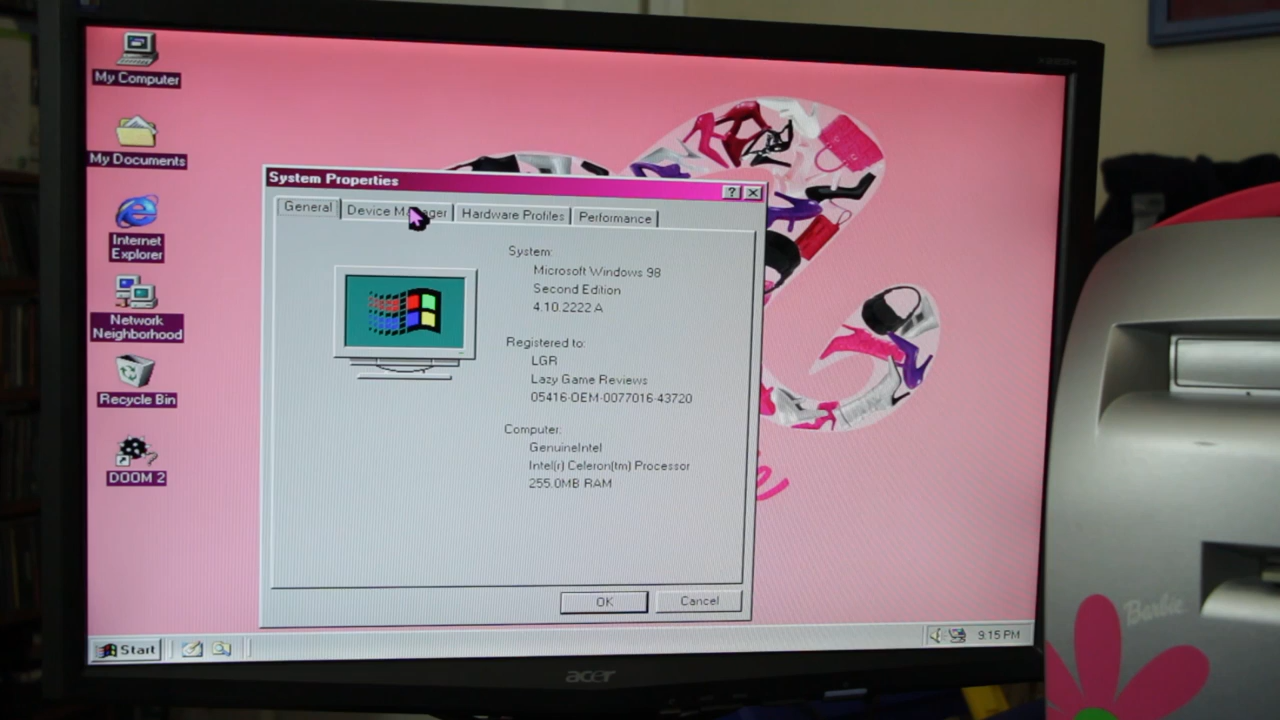 My Computer
My Documents
Internet
Explorer
Network
Neighborhood
Recycle Bin
DOOM 2
System Properties
General
Device Manager
Hardware Profiles
Performance
System:
Microsoft Windows 98
Second Edition
4.10.2222 A
Registered to:
LGR
Lazy Game Reviews
05416-OEM-0077016-43720
Computer:
GenuineIntel
Intel(r) Celeron(tm) Processor
255.0MB RAM
OK
Cancel
Start
9:15 PM
acer
Barbie